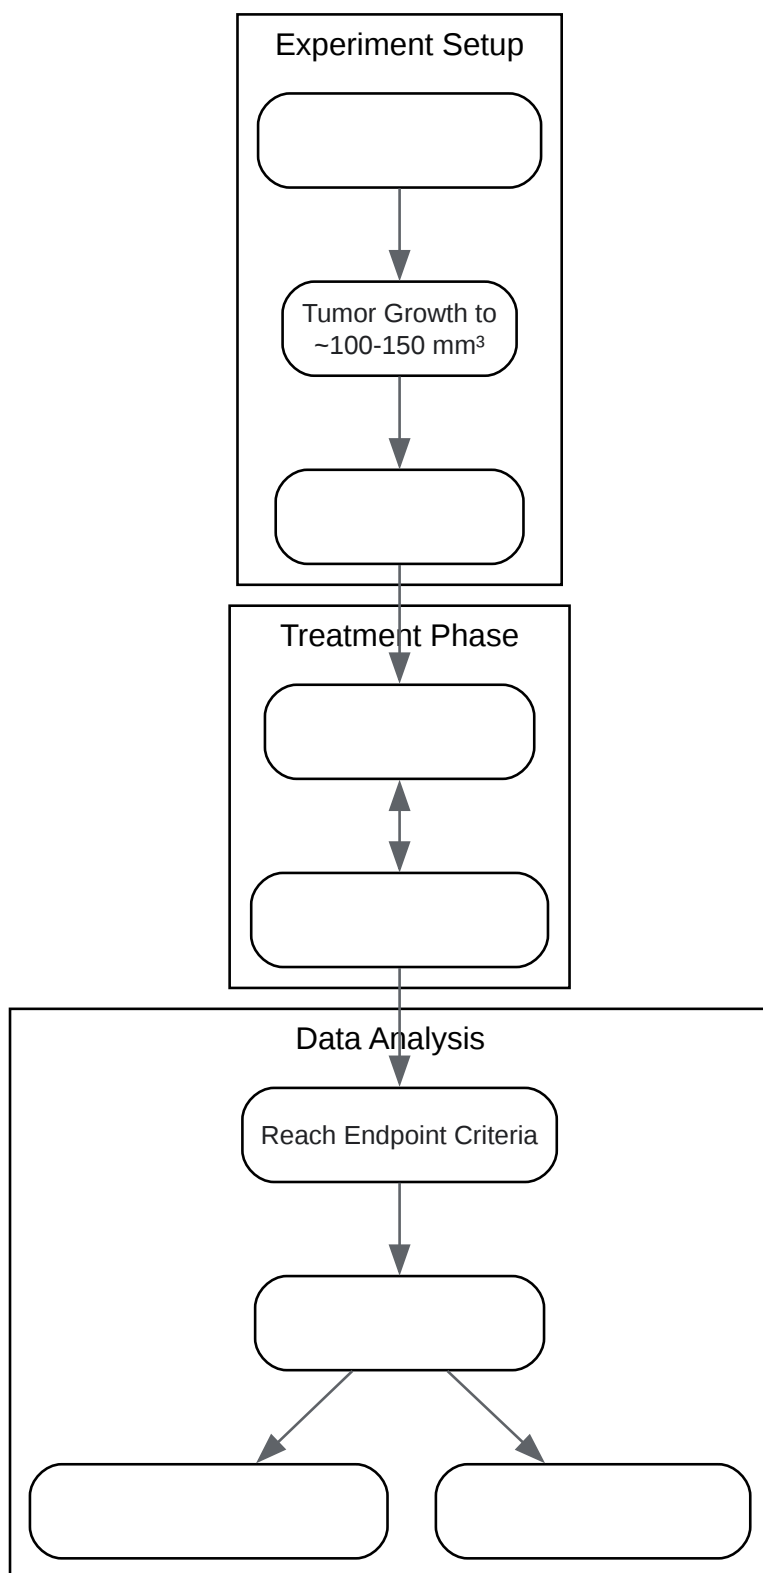 Experiment Setup
Tumor Growth to
~100-150 mm³
Treatment Phase
Data Analysis
Reach Endpoint Criteria